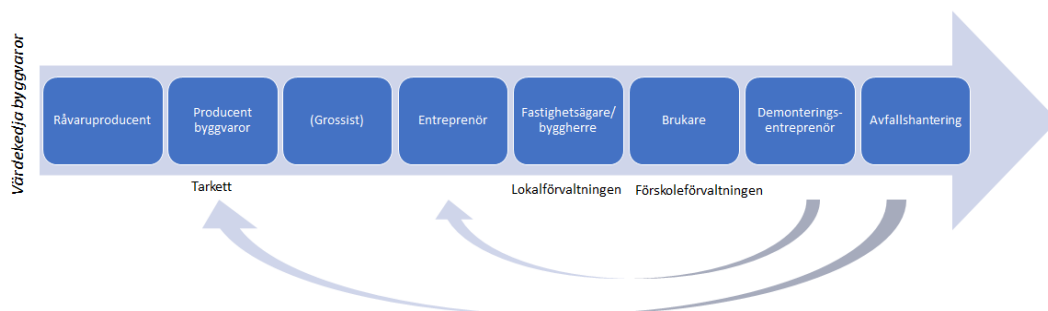 Värdekedja byggvaror
Råvaruproducent
Producent
byggvaror
(Grossist)
Entreprenör
Fastighetsägare/
byggherre
Brukare
Demonterings-
entreprenör
Avfallshantering
Tarkett
Lokalförvaltningen
Förskoleförvaltningen